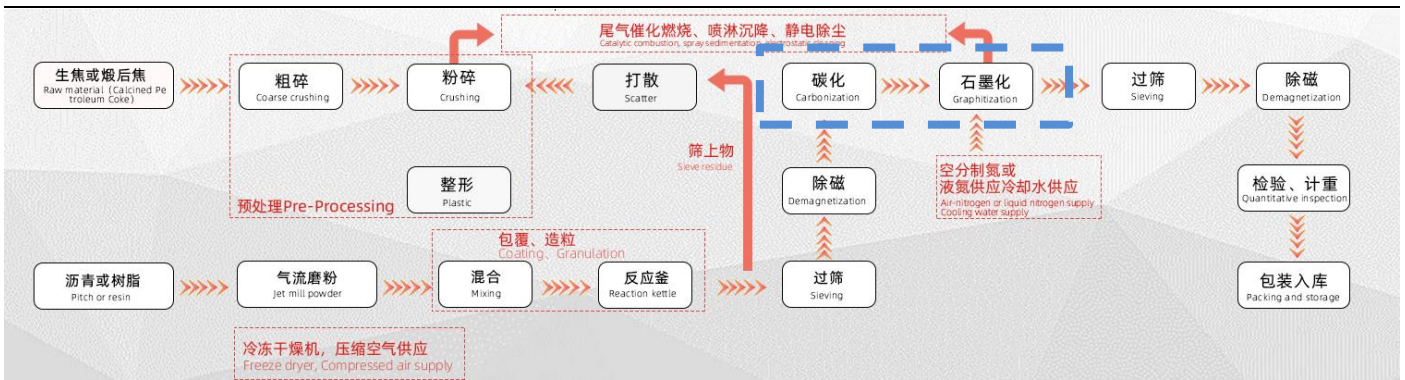 尾气催化燃烧、喷淋沉降、静电除尘
Catalytic combustion, spray sedimentation, electrostatic cleaning
生焦或煅后焦
Raw material (Calcined Pe
troleum Coke)
粗碎
Coarse crushing
粉碎
Crushing
打散
Scatter
碳化
Carbonization
石墨化
Graphitization
过筛
Sieving
除磁
Demagnetization
筛上物
Sieve residue
整形
Plastic
预处理Pre-Processing
除磁
Demagnetization
空分制氮或
液氮供应冷却水供应
Air-nitrogen or liquid nitrogen supply
Cooling water supply
检验、计重
Quantitative inspection
包覆、造粒
Coating、Granulation
沥青或树脂
Pitch or resin
气流磨粉
Jet mill powder
混合
Mixing
反应釜
Reaction kettle
过筛
Sieving
包装入库
Packing and storage
冷冻干燥机，压缩空气供应
Freeze dryer, Compressed air supply